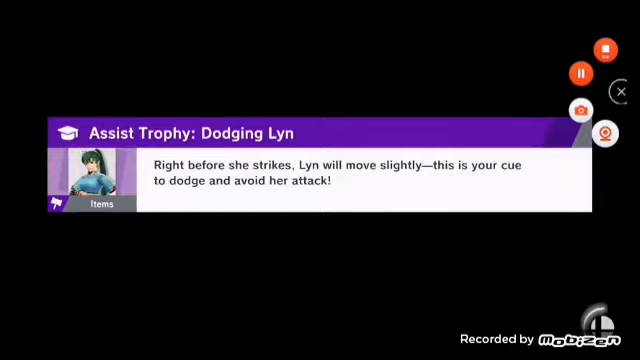 Assist Trophy: Dodging Lyn
Right before she strikes, Lyn will move slightly—this is your cue
to dodge and avoid her attack!
Items
Recorded by Mobizen